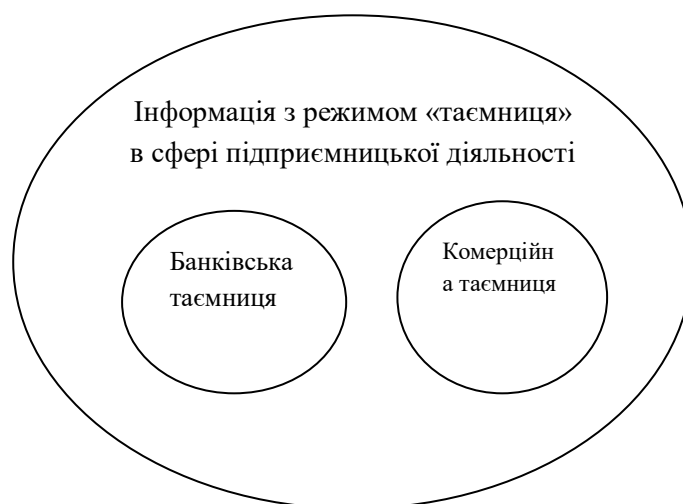 Інформація з режимом «таємниця»
в сфері підприємницької діяльності
Банківська
таємниця
Комерційн
а таємниця